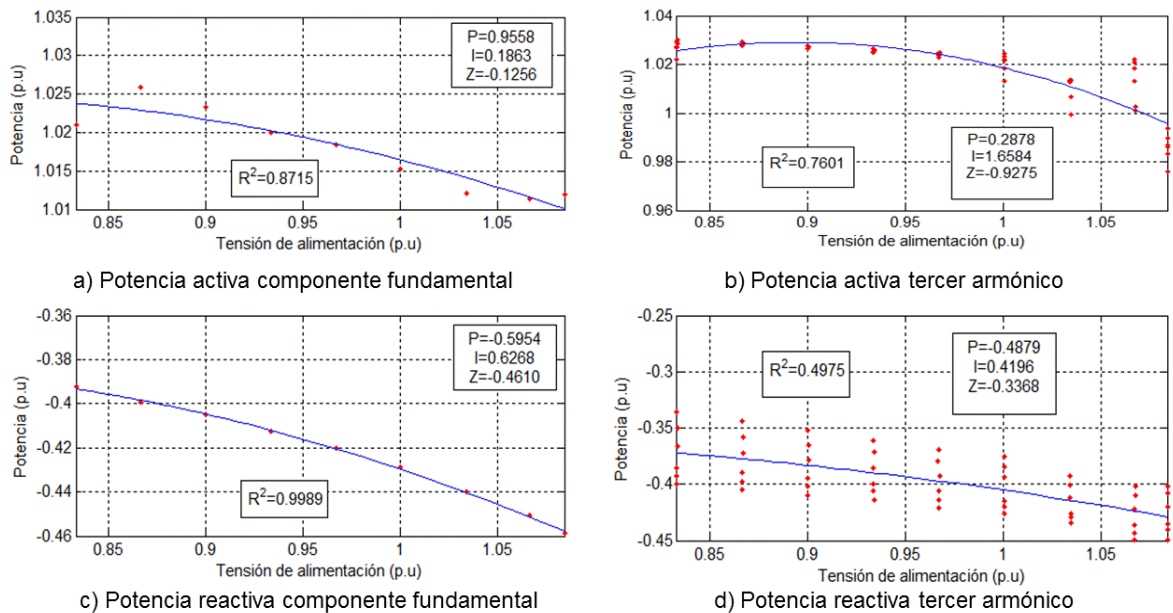 1.035
1.03
1.025
1.02
1.015
1.01
Potencia (p.u)
P=0.9558
I=0.1863
Z=-0.1256
R2=0.8715
0.85 0.9 0.95 1 1.05
Tensión de alimentación (p.u)
a) Potencia activa componente fundamental
1.04
1.02
1
0.98
0.96
Potencia (p.u)
R2=0.7601
P=0.2878
I=1.6584
Z=-0.9275
0.85 0.9 0.95 1 1.05
Tensión de alimentación (p.u)
b) Potencia activa tercer armónico
-0.36
-0.38
-0.4
-0.42
-0.44
-0.46
Potencia (p.u)
P=-0.5954
I=0.6268
Z=-0.4610
R2=0.9989
0.85 0.9 0.95 1 1.05
Tensión de alimentación (p.u)
c) Potencia reactiva componente fundamental
-0.25
-0.3
-0.35
-0.4
-0.45
Potencia (p.u)
R2=0.4975
P=-0.4879
I=0.4196
Z=-0.3368
0.85 0.9 0.95 1 1.05
Tensión de alimentación (p.u)
d) Potencia reactiva tercer armónico